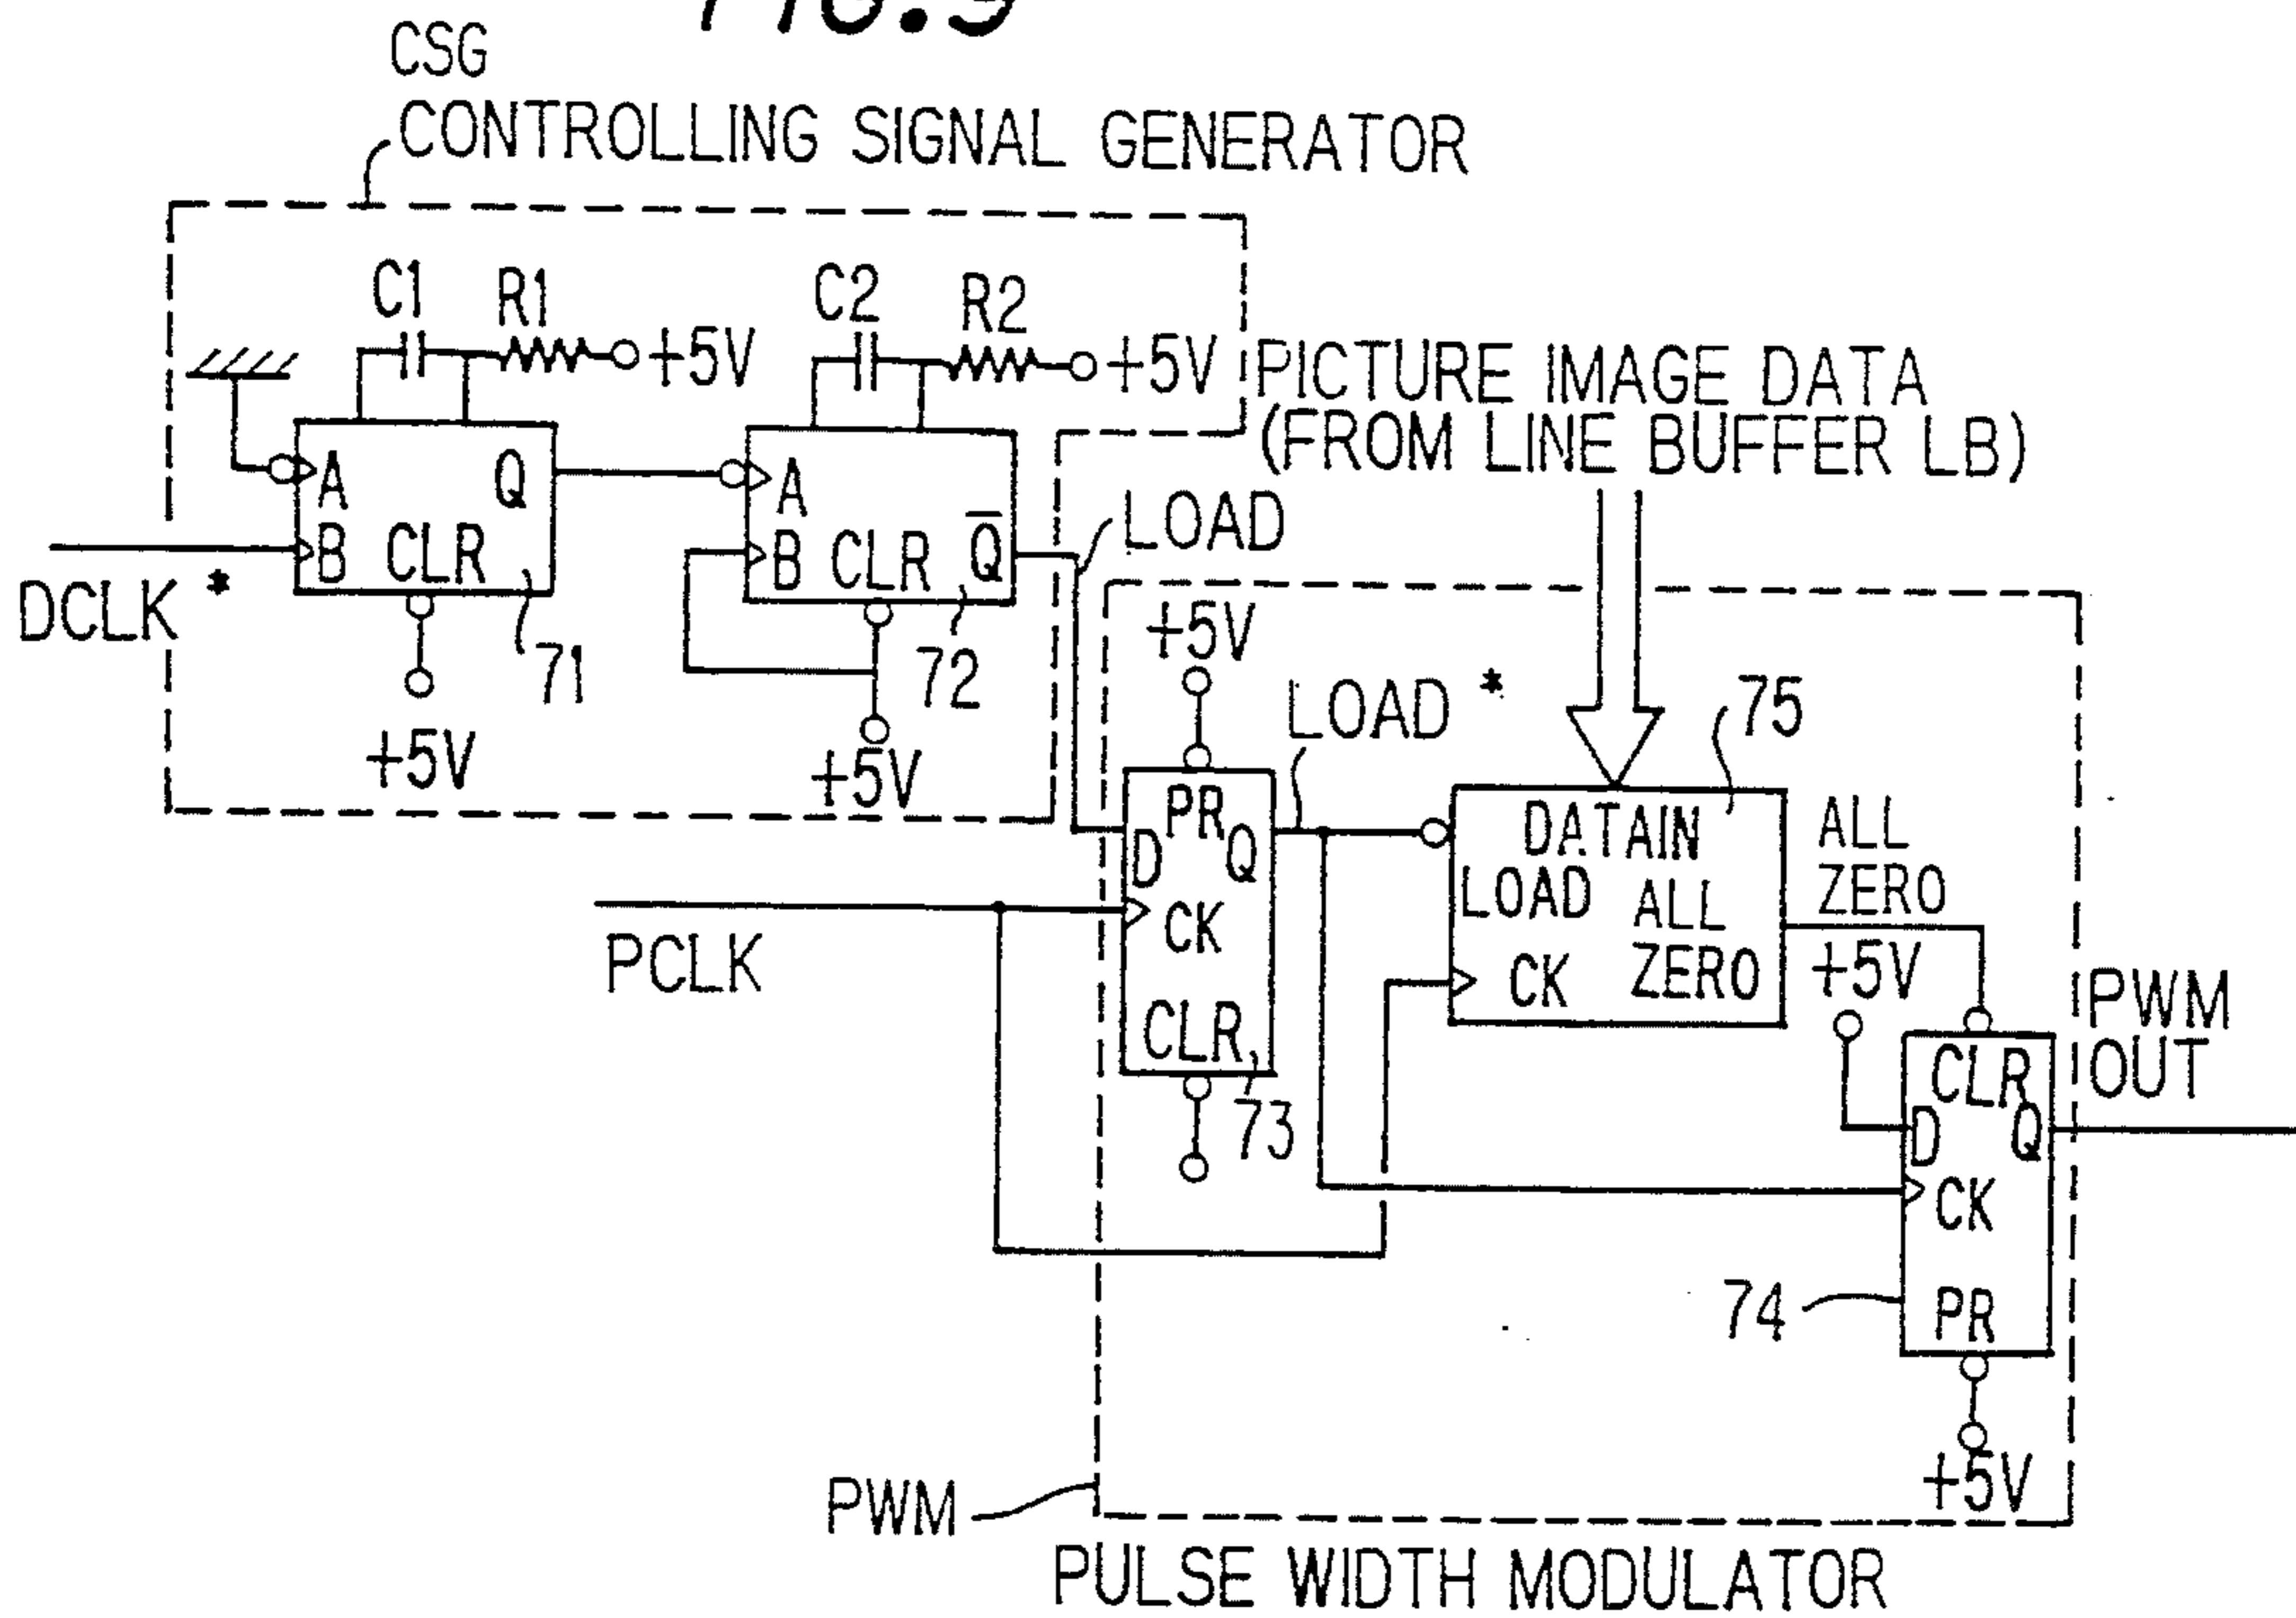 CSG
CONTROLLING SIGNAL GENERATOR
C1
R1
+5V
C2
R2
+5V
A
Q
B
CLR
DCLK *
71
+5V
A
Q̅
B
CLR
72
+5V
PICTURE IMAGE DATA
(FROM LINE BUFFER LB)
LOAD
+5V
LOAD *
75
PR
D
Q
CK
CLR
73
PCLK
DATAIN
LOAD
ALL
ZERO
CK
ALL
ZERO
+5V
PWM
OUT
CLR
D
Q
CK
PR
74
+5V
PWM
PULSE WIDTH MODULATOR